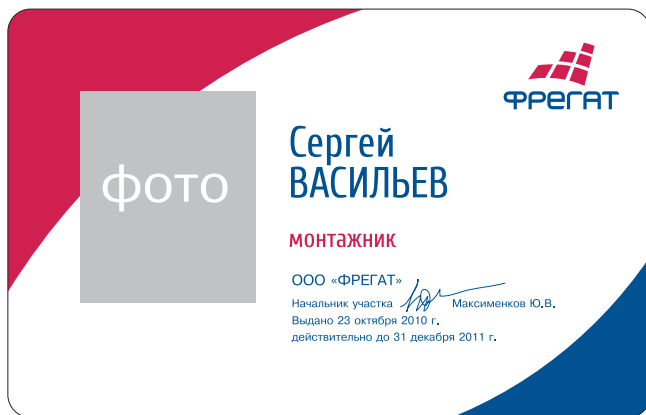 ФРЕГАТ
фото
Сергей
ВАСИЛЬЕВ
монтажник
ООО «ФРЕГАТ»
Начальник участка Максименков Ю.В.
Выдано 23 октября 2010 г.
действительно до 31 декабря 2011 г.